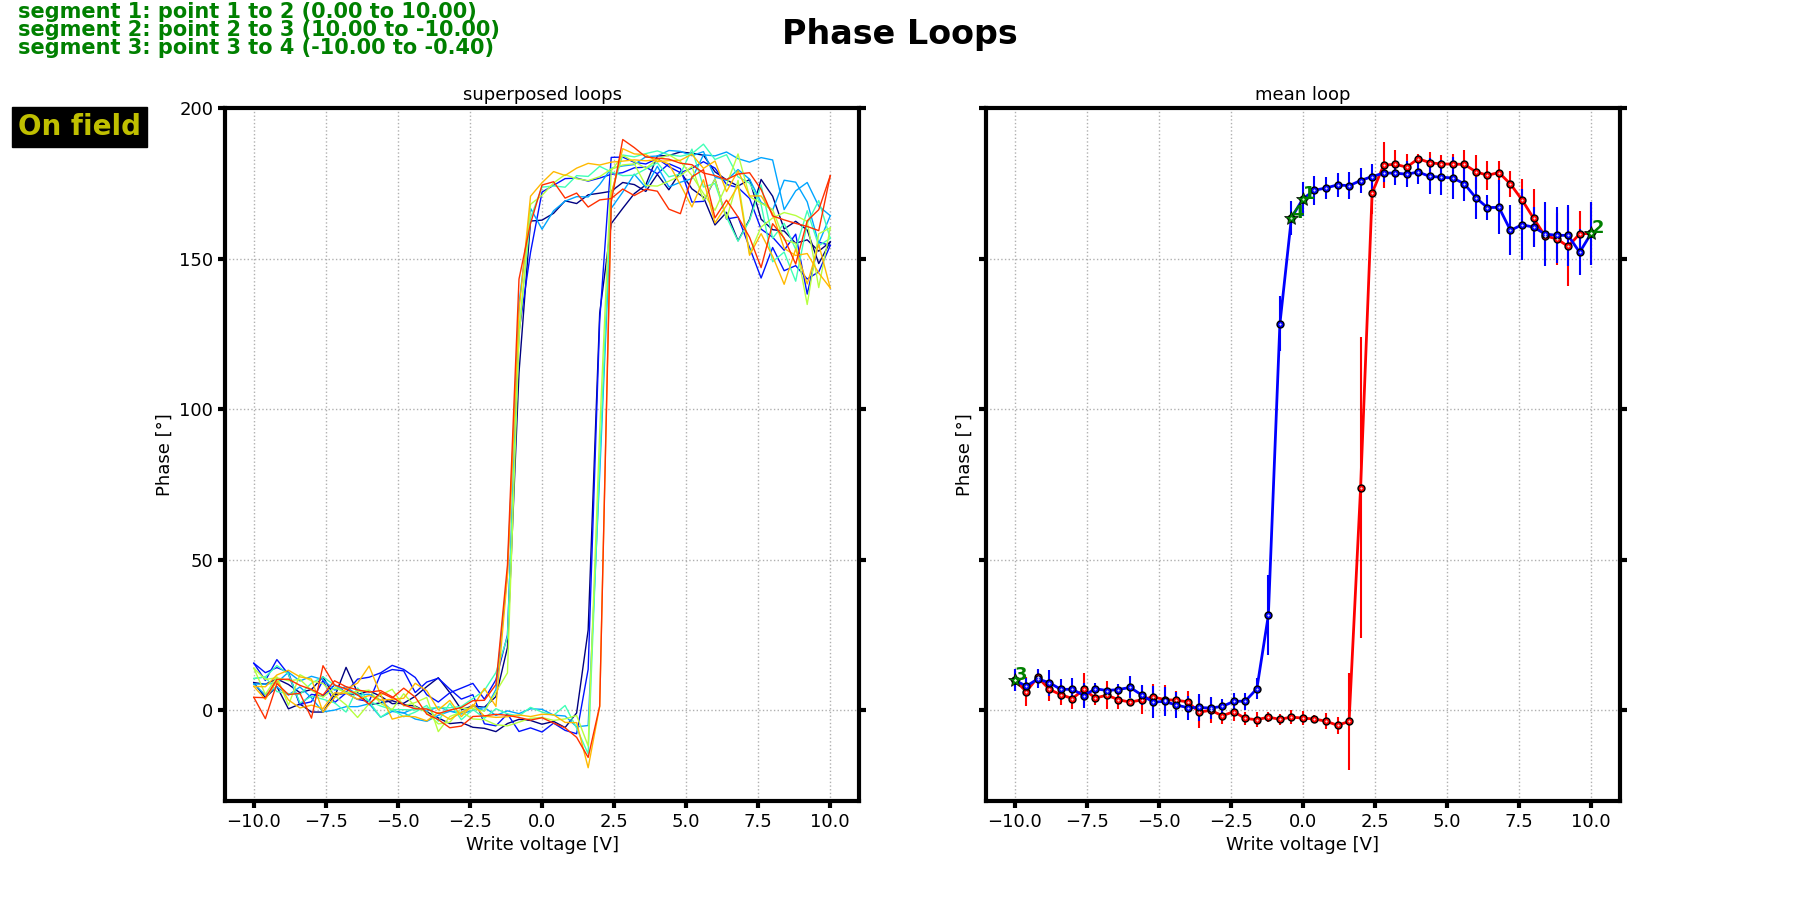 segment 1: point 1 to 2 (0.00 to 10.00)
segment 2: point 2 to 3 (10.00 to -10.00)
segment 3: point 3 to 4 (-10.00 to -0.40)
Phase Loops
On field
superposed loops
200
150
100
50
0
Phase [°]
−10.0 −7.5 −5.0 −2.5 0.0 2.5 5.0 7.5 10.0
Write voltage [V]
mean loop
1
4
2
3
Phase [°]
−10.0 −7.5 −5.0 −2.5 0.0 2.5 5.0 7.5 10.0
Write voltage [V]